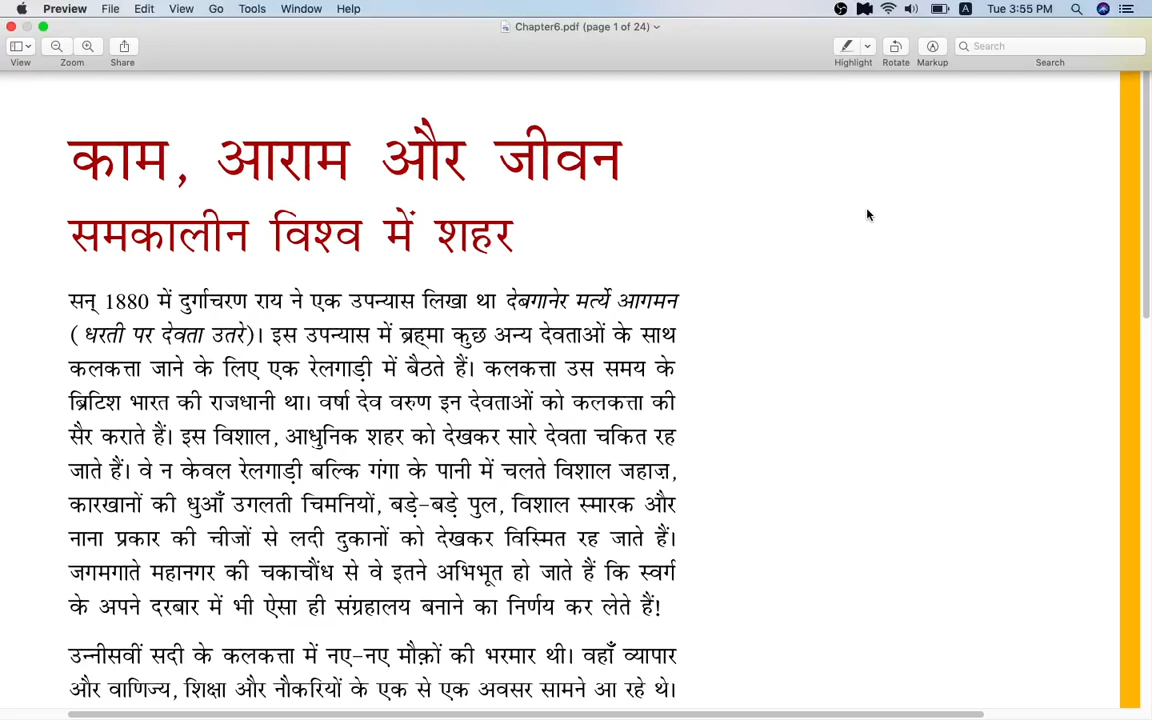 Preview File Edit View Go Tools Window Help
A Tue 3:55 PM
Chapter6.pdf (page 1 of 24)
Search
View Zoom Share Highlight Rotate Markup Search
काम, आराम और जीवन
समकालीन विश्व में शहर
सन् 1880 में दुर्गाचरण राय ने एक उपन्यास लिखा था देबगानेर मर्त्ये आगमन
(धरती पर देवता उतरे)। इस उपन्यास में ब्रह्मा कुछ अन्य देवताओं के साथ
कलकत्ता जाने के लिए एक रेलगाड़ी में बैठते हैं। कलकत्ता उस समय के
ब्रिटिश भारत की राजधानी था। वर्षा देव वरुण इन देवताओं को कलकत्ता की
सैर कराते हैं। इस विशाल, आधुनिक शहर को देखकर सारे देवता चकित रह
जाते हैं। वे न केवल रेलगाड़ी बल्कि गंगा के पानी में चलते विशाल जहाज़,
कारखानों की धुआँ उगलती चिमनियों, बड़े-बड़े पुल, विशाल स्मारक और
नाना प्रकार की चीजों से लदी दुकानों को देखकर विस्मित रह जाते हैं।
जगमगाते महानगर की चकाचौंध से वे इतने अभिभूत हो जाते हैं कि स्वर्ग
के अपने दरबार में भी ऐसा ही संग्रहालय बनाने का निर्णय कर लेते हैं!
उन्नीसवीं सदी के कलकत्ता में नए-नए मौक़ों की भरमार थी। वहाँ व्यापार
और वाणिज्य, शिक्षा और नौकरियों के एक से एक अवसर सामने आ रहे थे।